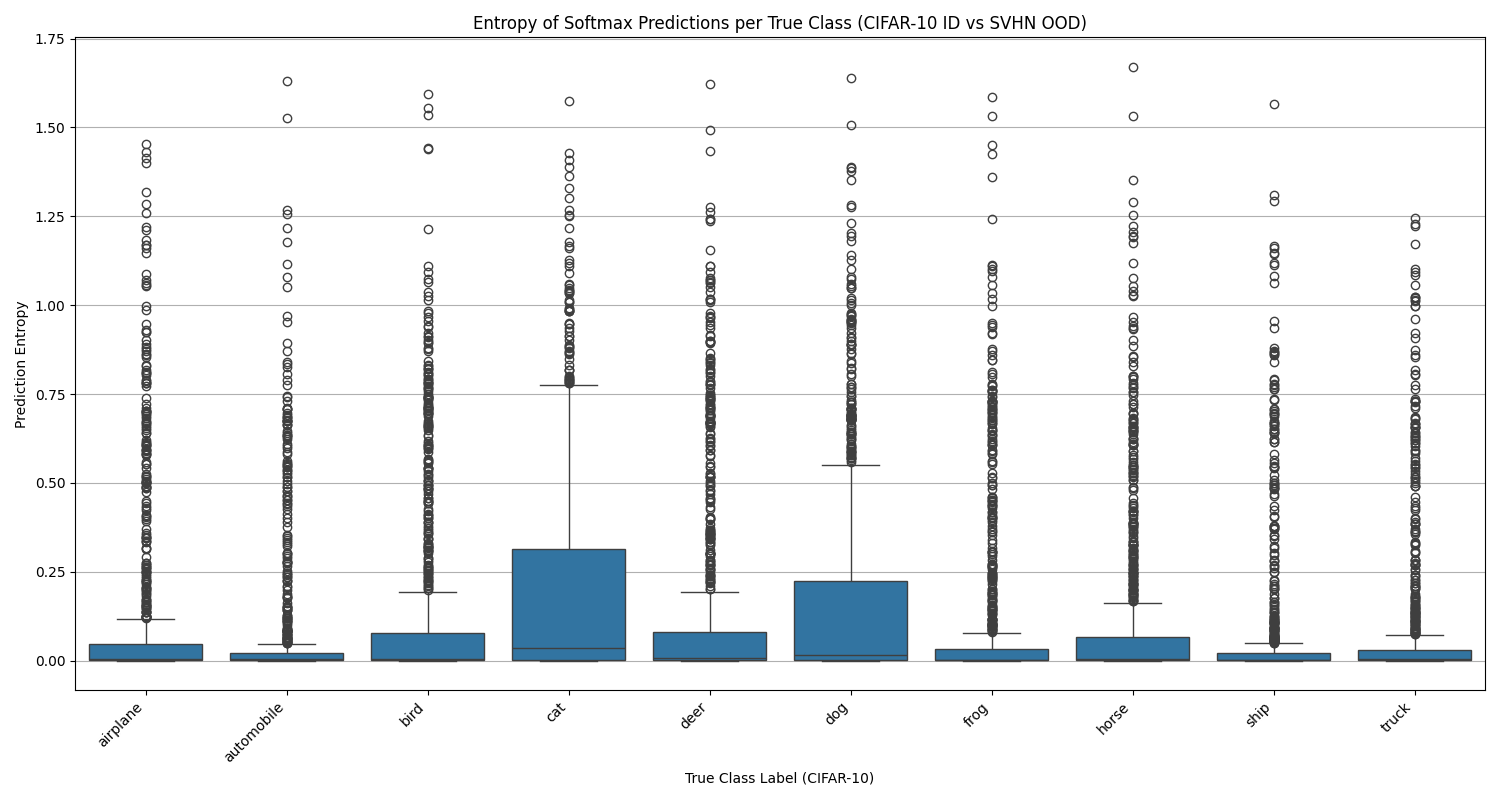 Entropy of Softmax Predictions per True Class (CIFAR-10 ID vs SVHN OOD)
Prediction Entropy
1.75
1.50
1.25
1.00
0.75
0.50
0.25
0.00
airplane
automobile
bird
cat
deer
dog
frog
horse
ship
truck
True Class Label (CIFAR-10)